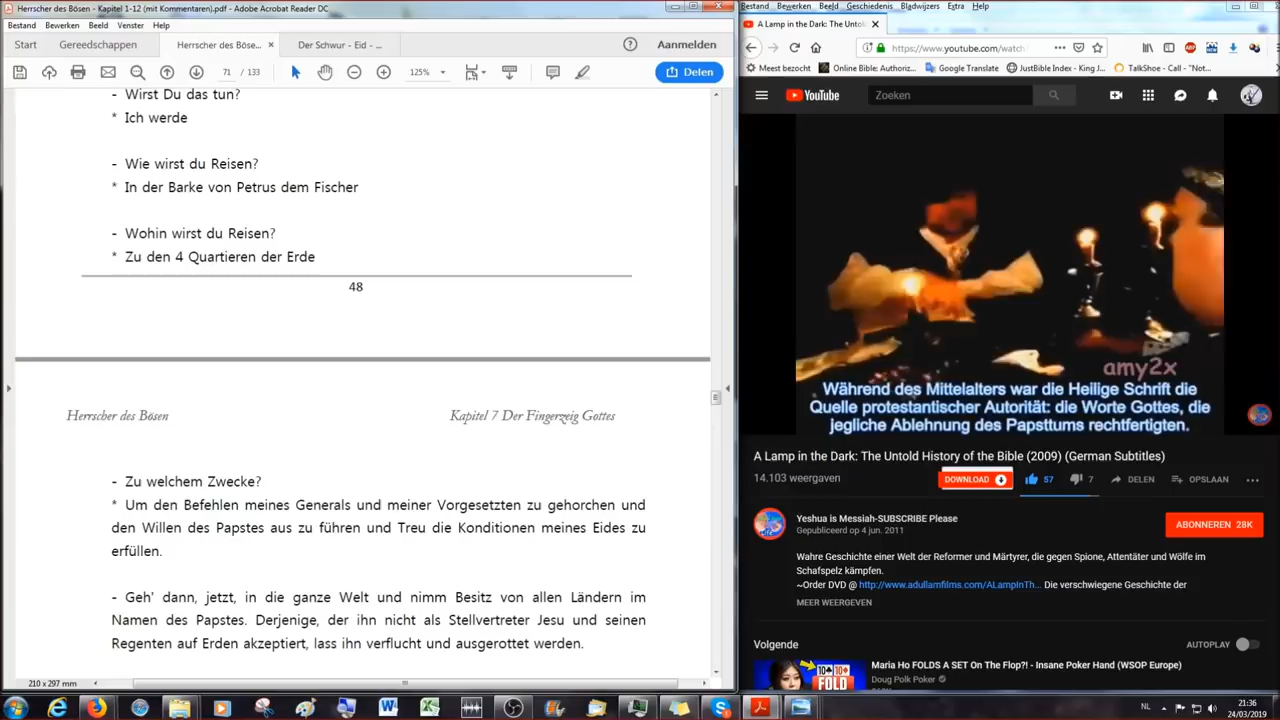 Herrscher des Bösen - Kapitel 1-12 (mit Kommentaren).pdf - Adobe Acrobat Reader DC
Bestand Bewerken Beeld Venster Help
Start Gereedschappen Herrscher des Böse... × Der Schwur - Eid - ... Aanmelden
71 / 133 125% Delen
- Wirst Du das tun?
* Ich werde
- Wie wirst du Reisen?
* In der Barke von Petrus dem Fischer
- Wohin wirst du Reisen?
* Zu den 4 Quartieren der Erde
48
Herrscher des Bösen Kapitel 7 Der Fingerzeig Gottes
- Zu welchem Zwecke?
* Um den Befehlen meines Generals und meiner Vorgesetzten zu gehorchen und
den Willen des Papstes aus zu führen und Treu die Konditionen meines Eides zu
erfüllen.
- Geh' dann, jetzt, in die ganze Welt und nimm Besitz von allen Ländern im
Namen des Papstes. Derjenige, der ihn nicht als Stellvertreter Jesu und seinen
Regenten auf Erden akzeptiert, lass ihn verflucht und ausgerottet werden.
210 x 297 mm
Bestand Bewerken Beeld Geschiedenis Bladwijzers Extra Help
A Lamp in the Dark: The Untol
https://www.youtube.com/watch
Meest bezocht Online Bible: Authoriz... Google Translate JustBible Index - King J... TalkShoe - Call - "Not...
YouTube Zoeken
amy2x
Während des Mittelalters war die Heilige Schrift die
Quelle protestantischer Autorität: die Worte Gottes, die
jegliche Ablehnung des Papsttums rechtfertigten.
A Lamp in the Dark: The Untold History of the Bible (2009) (German Subtitles)
14.103 weergaven DOWNLOAD 57 7 DELEN OPSLAAN
Yeshua is Messiah-SUBSCRIBE Please
Gepubliceerd op 4 jun. 2011
ABONNEREN 28K
Wahre Geschichte einer Welt der Reformer und Märtyrer, die gegen Spione, Attentäter und Wölfe im
Schafspelz kämpfen.
~Order DVD @ http://www.adullamfilms.com/ALampInTh... Die verschwiegene Geschichte der
MEER WEERGEVEN
Volgende AUTOPLAY
Maria Ho FOLDS A SET On The Flop?! - Insane Poker Hand (WSOP Europe)
Doug Polk Poker
FOLD
NL 21:36
24/03/2019